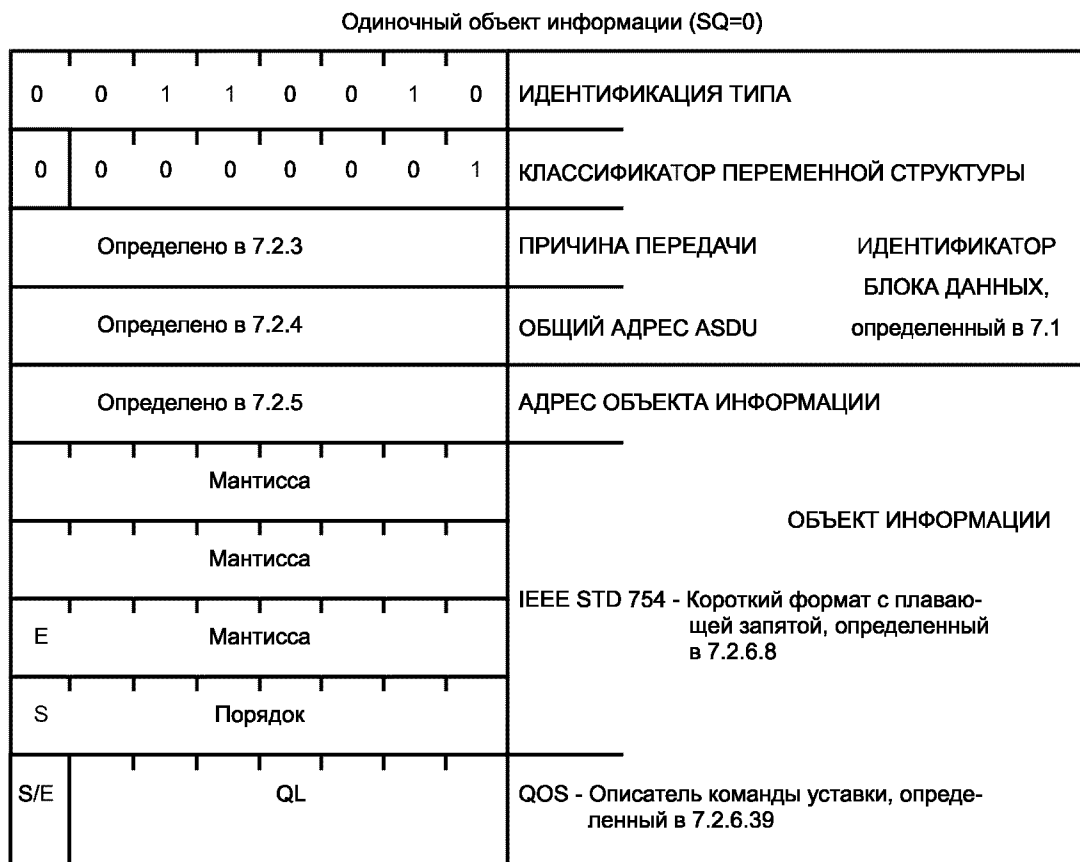 Одиночный объект информации (SQ=0)
0 0 1 1 0 0 1 0 ИДЕНТИФИКАЦИЯ ТИПА
0 0 0 0 0 0 0 1 КЛАССИФИКАТОР ПЕРЕМЕННОЙ СТРУКТУРЫ
Определено в 7.2.3 ПРИЧИНА ПЕРЕДАЧИ ИДЕНТИФИКАТОР
БЛОКА ДАННЫХ,
Определено в 7.2.4 ОБЩИЙ АДРЕС ASDU определенный в 7.1
Определено в 7.2.5 АДРЕС ОБЪЕКТА ИНФОРМАЦИИ
Мантисса
ОБЪЕКТ ИНФОРМАЦИИ
Мантисса
IEEE STD 754 - Короткий формат с плаваю-
щей запятой, определенный
в 7.2.6.8
E Мантисса
S Порядок
S/E QL QOS - Описатель команды уставки, опреде-
ленный в 7.2.6.39